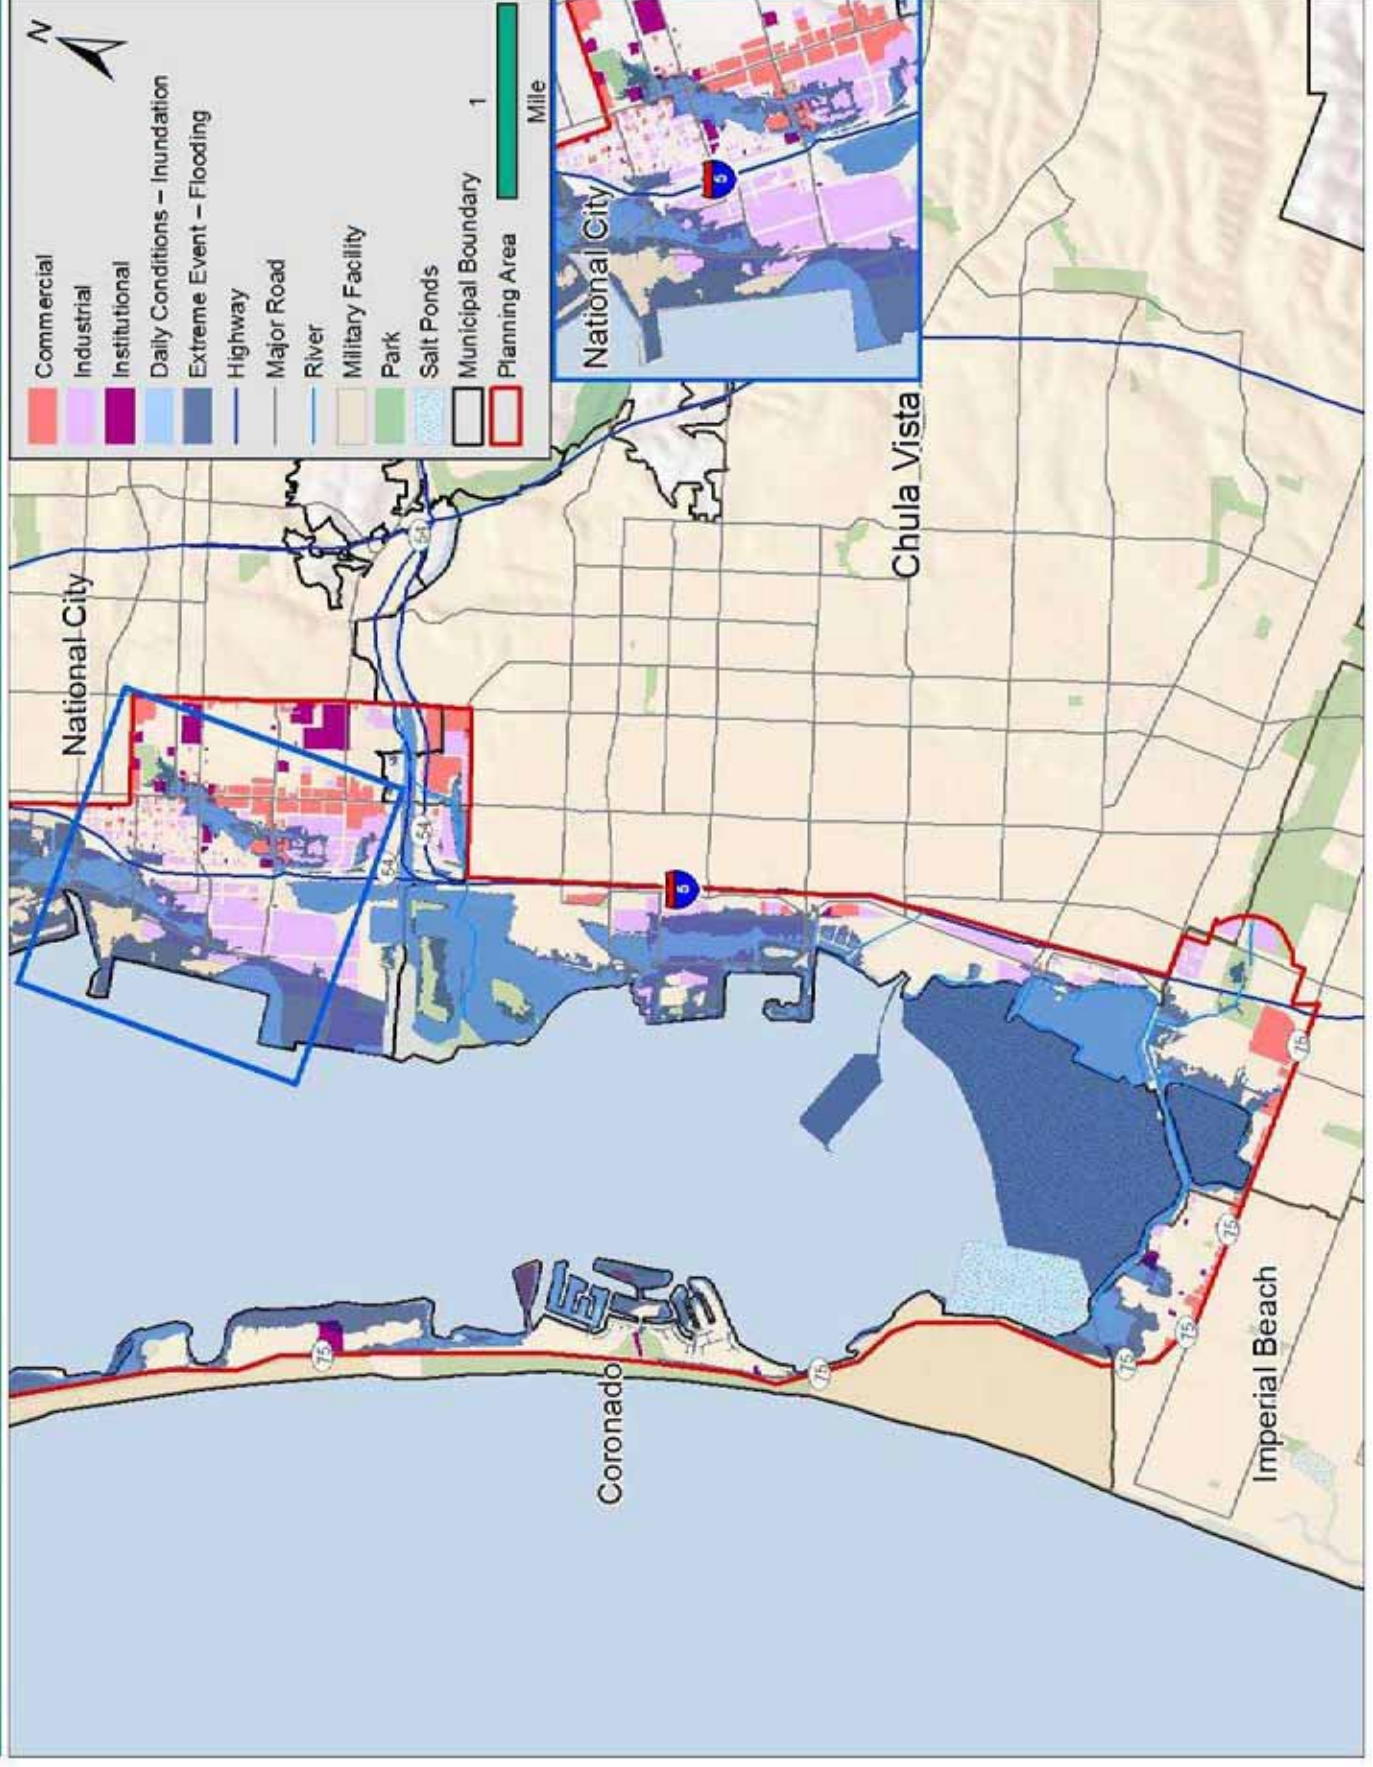 N
Commercial
Industrial
Institutional
Daily Conditions – Inundation
Extreme Event – Flooding
Highway
Major Road
River
Military Facility
Park
Salt Ponds
Municipal Boundary
Planning Area
1
Mile
National City
5
National City
54
54
54
5
Chula Vista
75
Coronado
75
75
75
75
75
Imperial Beach